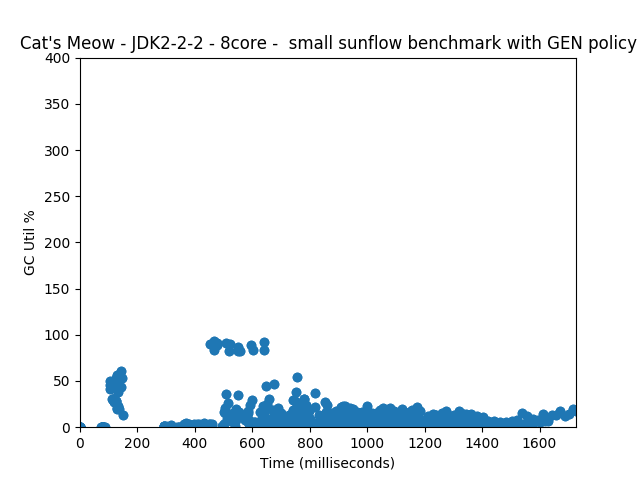 Cat's Meow - JDK2-2-2 - 8core -  small sunflow benchmark with GEN policy
400
350
300
250
200
150
100
50
0
GC Util %
0 200 400 600 800 1000 1200 1400 1600
Time (milliseconds)